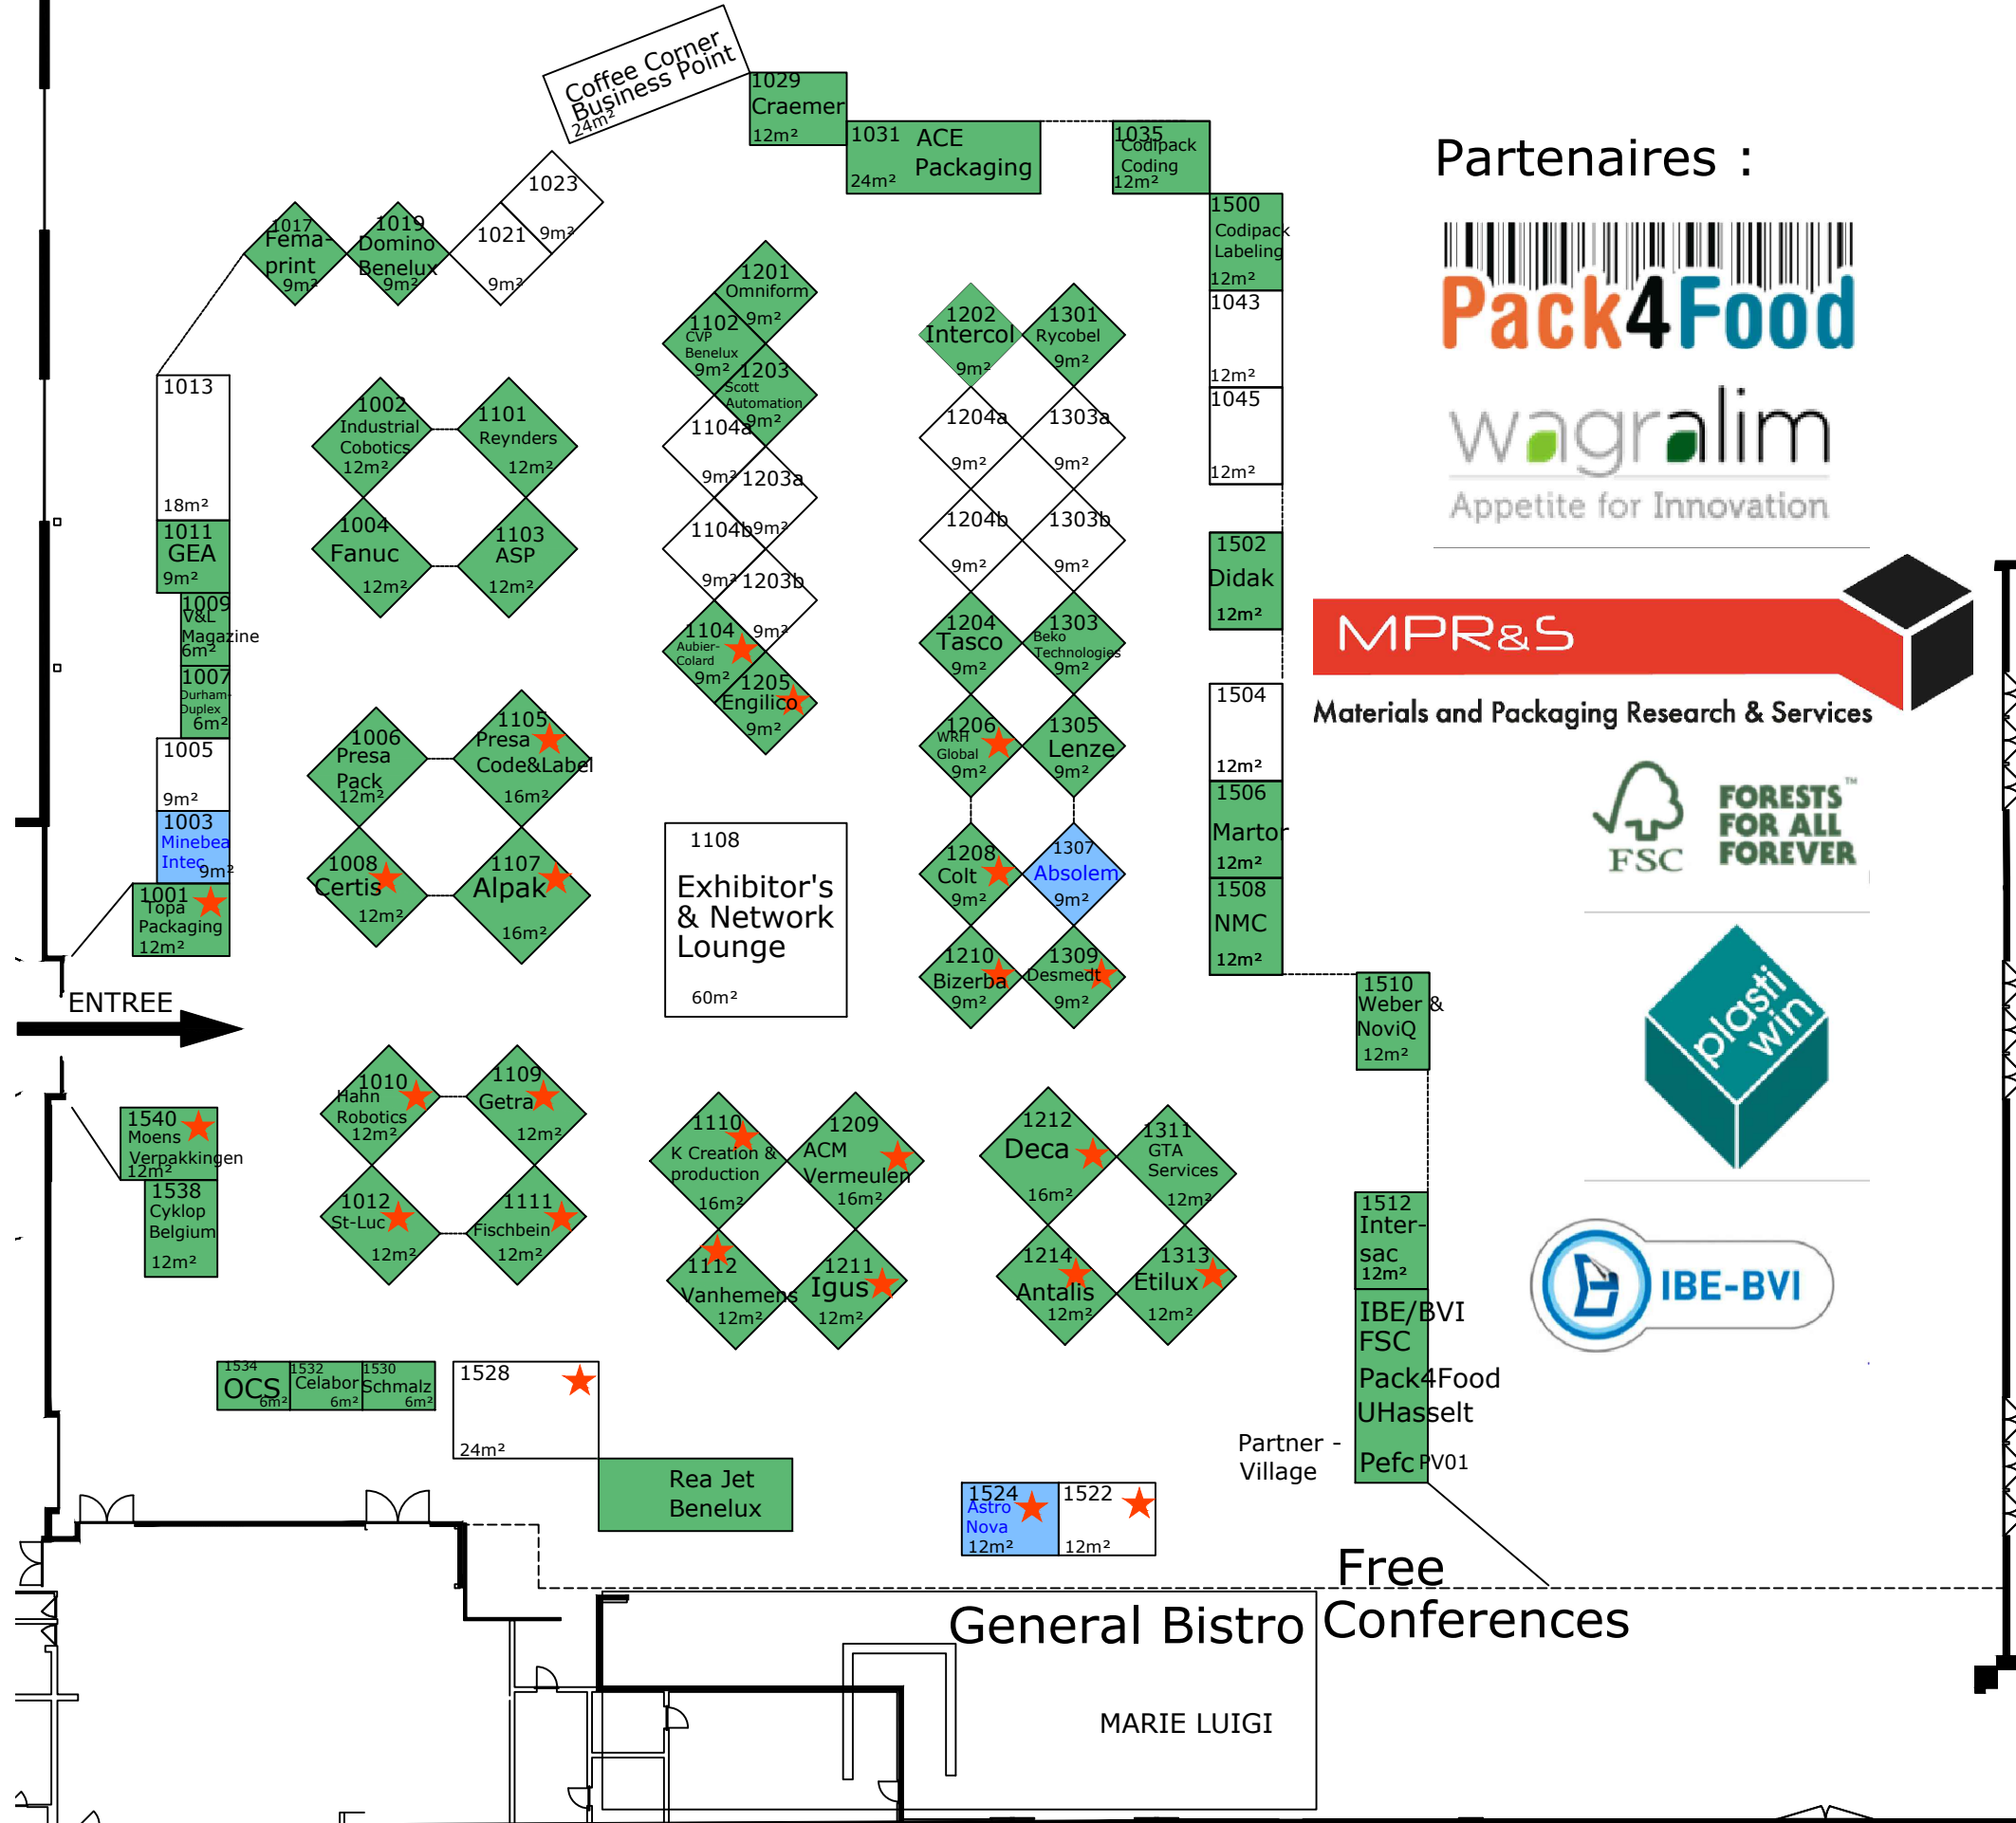 Coffee Corner
Business Point
24m²
1029
Craemer
12m²
1031 ACE
Packaging
24m²
1035
Codipack
Coding
12m²
Partenaires :
1023
9m²
1021
9m²
1017
Fema-
print
9m²
1019
Domino
Benelux
9m²
1500
Codipack
Labeling
12m²
1043
12m²
1045
12m²
Pack4Food
wagralim
Appetite for Innovation
1201
Omniform
9m²
1102
CVP
Benelux
9m²
1203
Scott
Automation
9m²
1104a
9m²
1203a
9m²
1104b
9m²
1203b
9m²
1104
Aubier-
Colard
9m²
1205
Engilico
9m²
1202
Intercol
9m²
1301
Rycobel
9m²
1204a
9m²
1303a
9m²
1204b
9m²
1303b
9m²
1204
Tasco
9m²
1303
Beko
Technologies
9m²
1206
WRH
Global
9m²
1305
Lenze
9m²
1208
Colt
9m²
1307
Absolem
9m²
1210
Bizerba
9m²
1309
Desmedt
9m²
1013
18m²
1011
GEA
9m²
1009
V&L
Magazine
6m²
1007
Durham-
Duplex
6m²
1005
9m²
1003
Minebea
Intec
9m²
1001
Topa
Packaging
12m²
ENTREE
1002
Industrial
Cobotics
12m²
1101
Reynders
12m²
1004
Fanuc
12m²
1103
ASP
12m²
1006
Presa
Pack
12m²
1105
Presa
Code&Label
16m²
1008
Certis
12m²
1107
Alpak
16m²
1108
Exhibitor's
& Network
Lounge
60m²
1502
Didak
12m²
1504
12m²
1506
Martor
12m²
1508
NMC
12m²
1510
Weber &
NoviQ
12m²
MPR&S
Materials and Packaging Research & Services
FSC
FORESTS™
FOR ALL
FOREVER
plasti
win
IBE-BVI
1540
Moens
Verpakkingen
12m²
1538
Cyklop
Belgium
12m²
1010
Hahn
Robotics
12m²
1109
Getra
12m²
1012
St-Luc
12m²
1111
Fischbein
12m²
1110
K Creation &
production
16m²
1209
ACM
Vermeulen
16m²
1112
Vanhemens
12m²
1211
Igus
12m²
1212
Deca
16m²
1311
GTA
Services
12m²
1214
Antalis
12m²
1313
Etilux
12m²
1512
Inter-
sac
12m²
IBE/BVI
FSC
Pack4Food
UHasselt
Pefc PV01
Partner -
Village
1534
OCS
6m²
1532
Celabor
6m²
1530
Schmalz
6m²
1528
24m²
Rea Jet
Benelux
1524
Astro
Nova
12m²
1522
12m²
Free
Conferences
General Bistro
MARIE LUIGI